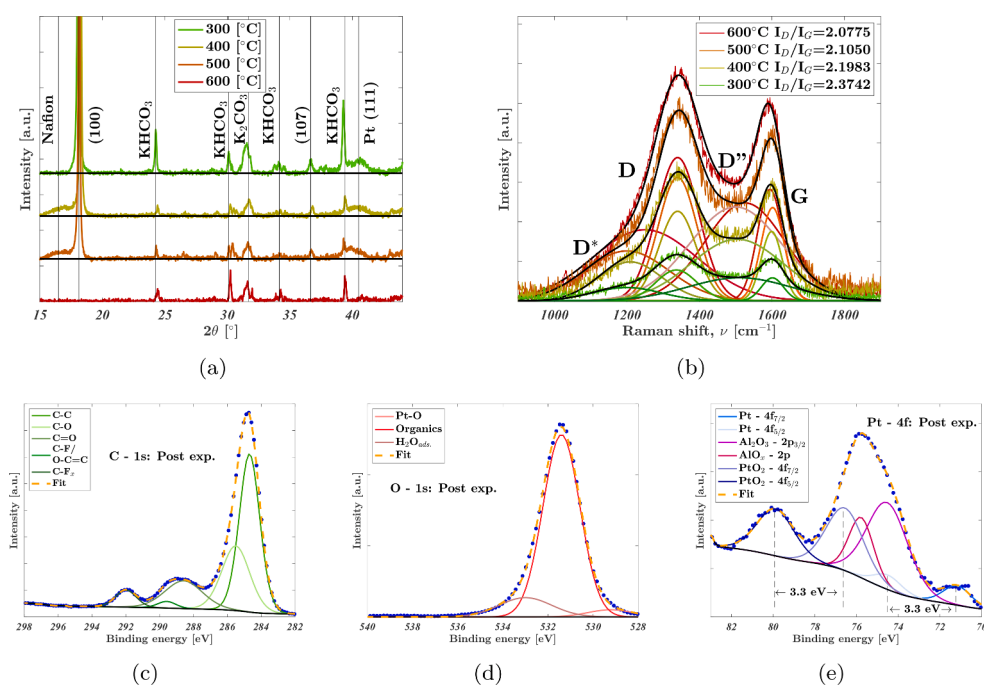 300 [°C]
400 [°C]
500 [°C]
600 [°C]
Nafion
(100)
KHCO3
KHCO3
K2CO3
KHCO3
(107)
KHCO3
Pt (111)
Intensity [a.u.]
15 20 25 30 35 40
2θ [°]
(a)
600°C ID/IG=2.0775
500°C ID/IG=2.1050
400°C ID/IG=2.1983
300°C ID/IG=2.3742
D
D"
D*
G
Intensity [a.u.]
1000 1200 1400 1600 1800
Raman shift, ν [cm⁻¹]
(b)
C-C
C-O
C=O
C-F/
O-C=C
C-Fx
Fit
C - 1s: Post exp.
Intensity [a.u.]
298 296 294 292 290 288 286 284 282
Binding energy [eV]
(c)
Pt-O
Organics
H2Oads.
Fit
O - 1s: Post exp.
Intensity [a.u.]
540 538 536 534 532 530 528
Binding energy [eV]
(d)
Pt - 4f7/2
Pt - 4f5/2
Al2O3 - 2p3/2
AlOx - 2p
PtO2 - 4f7/2
PtO2 - 4f5/2
Fit
Pt - 4f: Post exp.
3.3 eV
3.3 eV
Intensity [a.u.]
82 80 78 76 74 72 70
Binding energy [eV]
(e)